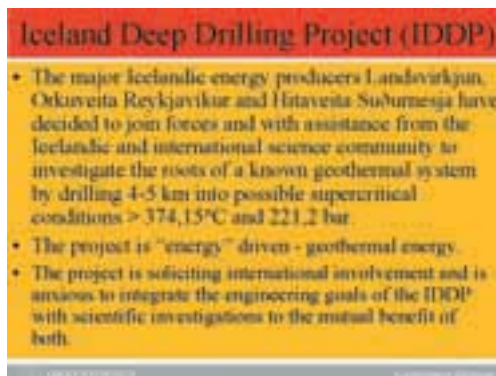 Iceland Deep Drilling Project (IDDP)
• The major Icelandic energy producers Landsvirkjun,
Orkuveita Reykjavíkur and Hitaveita Suðurnesja have
decided to join forces and with assistance from the
Icelandic and international science community to
investigate the roots of a known geothermal system
by drilling 4-5 km into possible supercritical
conditions > 374,15°C and 221,2 bar.
• The project is "energy" driven - geothermal energy.
• The project is soliciting international involvement and is
anxious to integrate the engineering goals of the IDDP
with scientific investigations to the mutual benefit of
both.